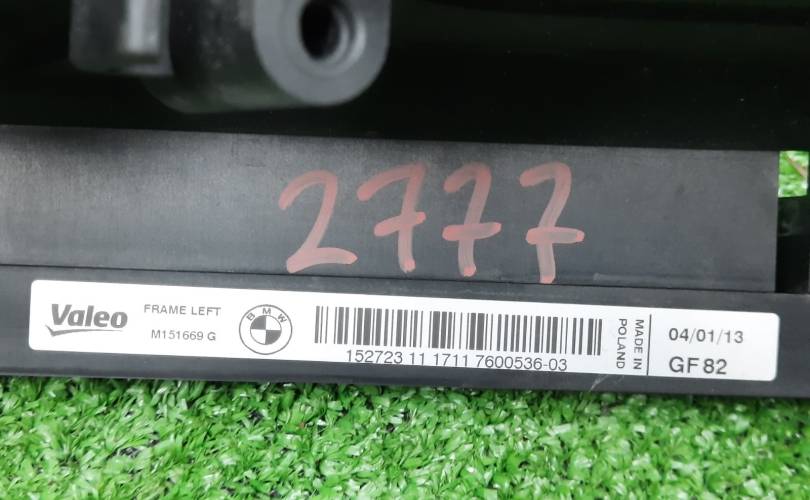 2777
Valeo
FRAME LEFT
M151669 G
BMW
152723 11 1711 7600536-03
MADE IN
POLAND
04/01/13
GF82